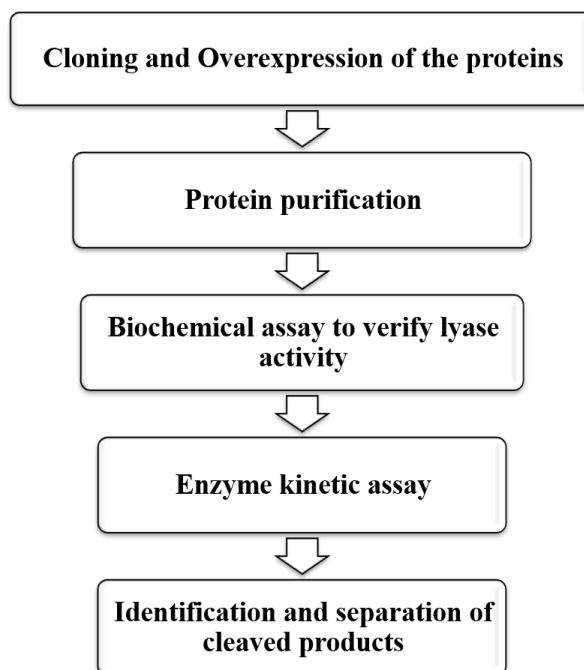 Cloning and Overexpression of the proteins
Protein purification
Biochemical assay to verify lyase
activity
Enzyme kinetic assay
Identification and separation of
cleaved products